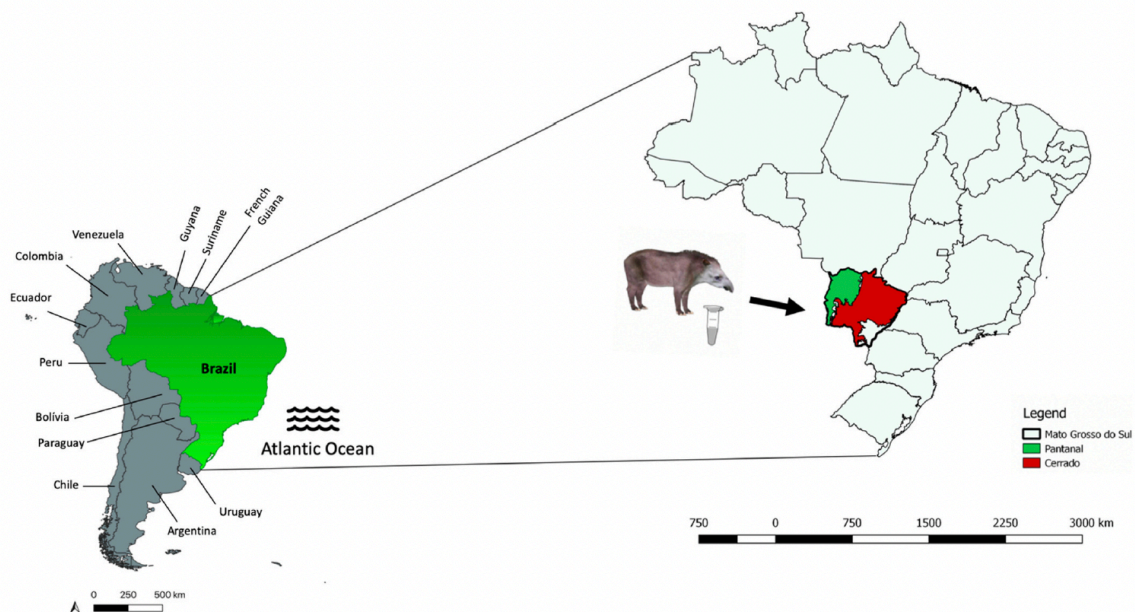 Venezuela
Guyana
Suriname
French
Guiana
Colombia
Ecuador
Peru
Brazil
Bolívia
Paraguay
Atlantic Ocean
Chile
Uruguay
Argentina
0 250 500 km
Legend
Mato Grosso do Sul
Pantanal
Cerrado
750 0 750 1500 2250 3000 km